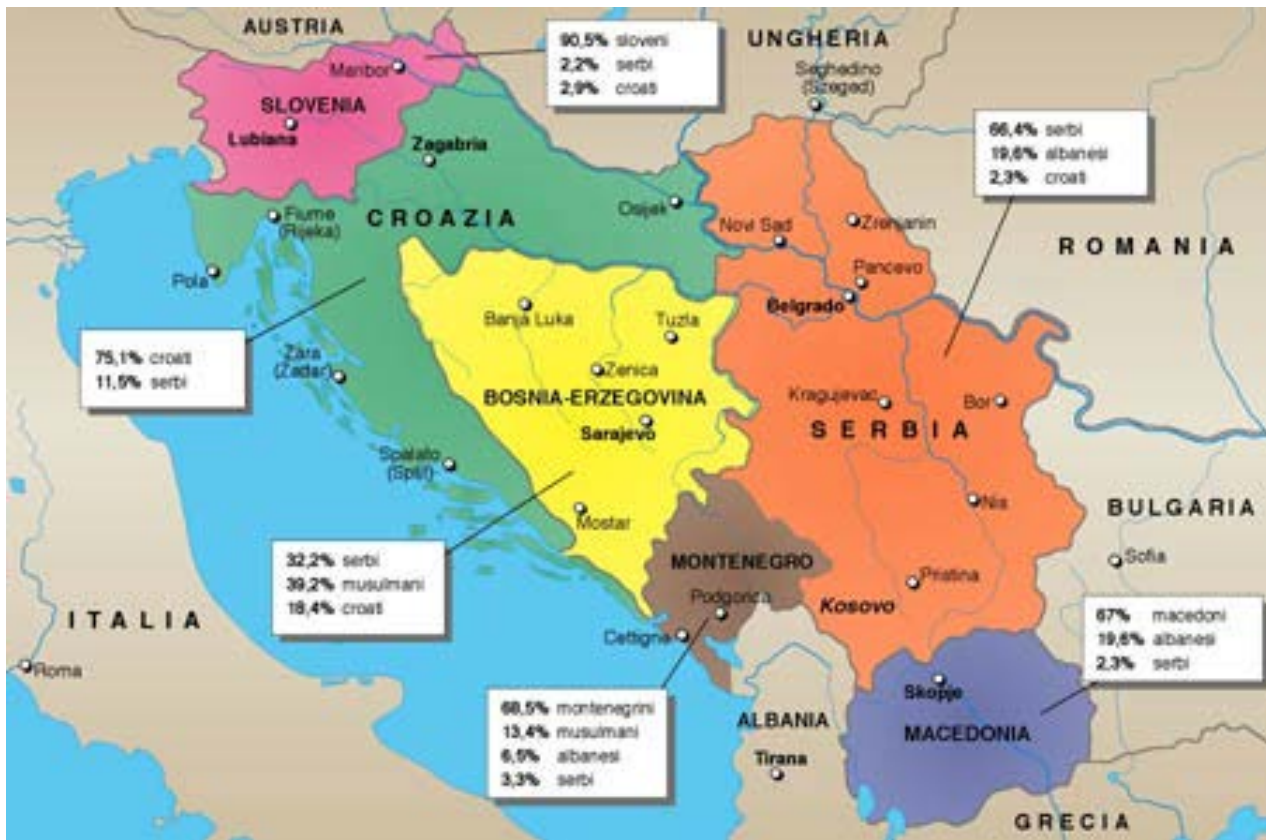 AUSTRIA
90,5% sloveni
2,2% serbi
2,9% croati
UNGHERIA
Maribor
Seghedino
(Szeged)
SLOVENIA
Lubiana
Zagabria
66,4% serbi
19,6% albanesi
2,3% croati
Fiume
(Rijeka)
CROAZIA
Osijek
Novi Sad
Zrenjanin
ROMANIA
Pola
Pancevo
Belgrado
Banja Luka
Tuzla
75,1% croati
11,5% serbi
Zara
(Zadar)
Zenica
BOSNIA-ERZEGOVINA
Kragujevac
Bor
Sarajevo
SERBIA
Spalato
(Split)
Mostar
Nis
BULGARIA
32,2% serbi
39,2% musulmani
18,4% croati
MONTENEGRO
Sofia
Pristina
Podgorica
Kosovo
ITALIA
Cettigne
67% macedoni
19,6% albanesi
2,3% serbi
Roma
Skopje
68,5% montenegrini
13,4% musulmani
6,5% albanesi
3,3% serbi
ALBANIA
MACEDONIA
Tirana
GRECIA